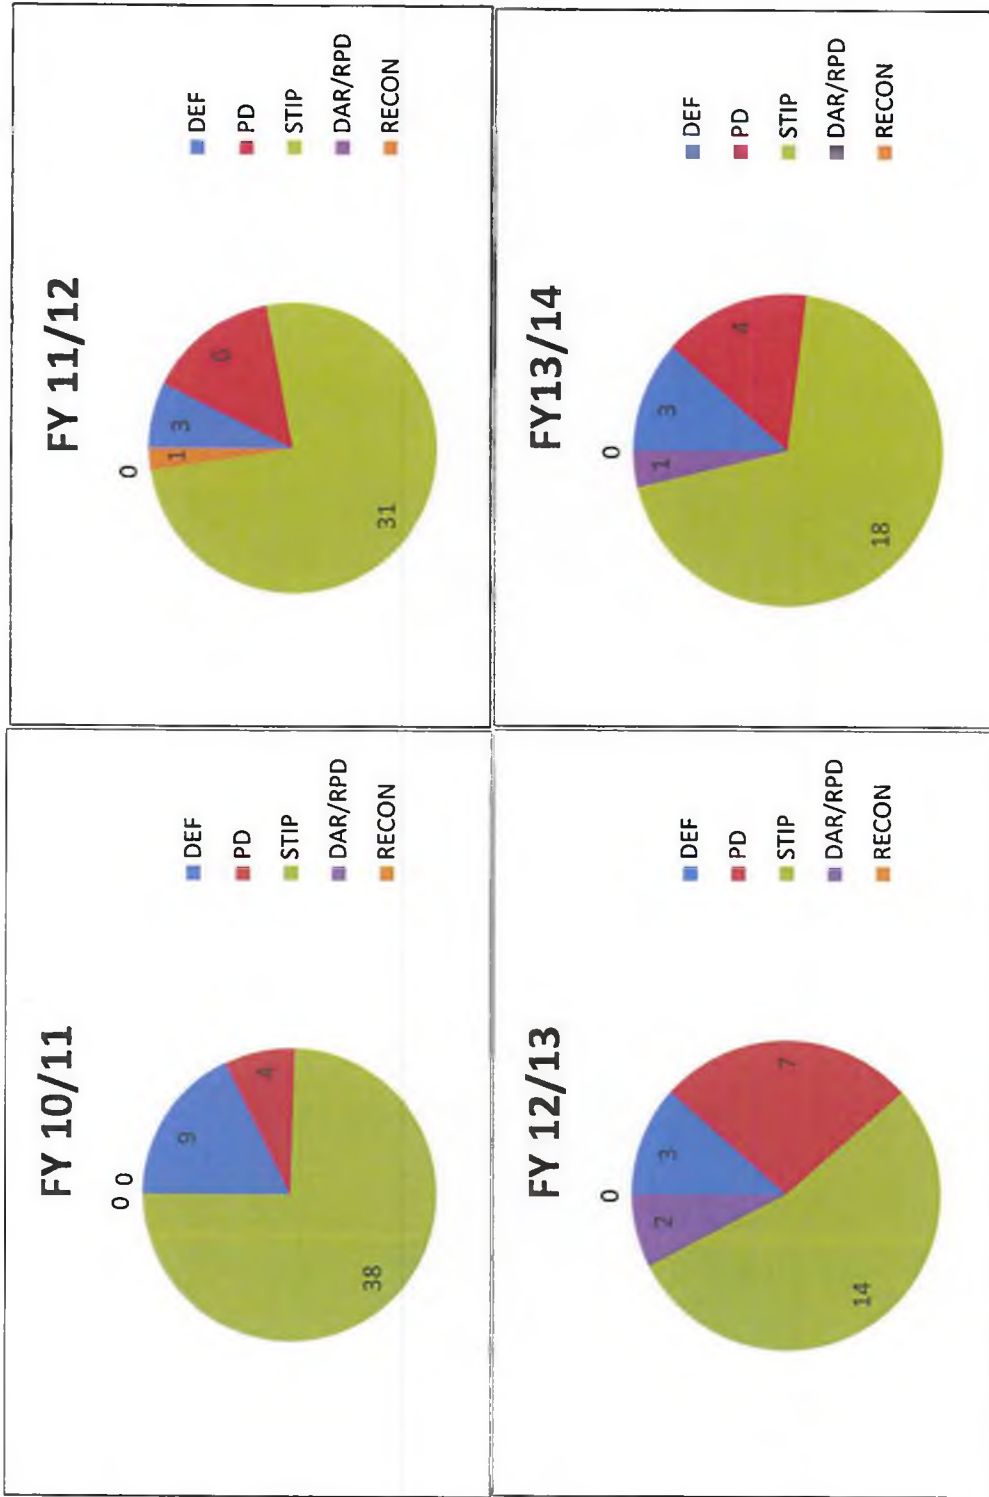 FY 10/11
0 0
9
4
38
DEF
PD
STIP
DAR/RPD
RECON
FY 11/12
0
1
3
6
31
DEF
PD
STIP
DAR/RPD
RECON
FY 12/13
0
2
3
7
14
DEF
PD
STIP
DAR/RPD
RECON
FY13/14
0
1
3
4
18
DEF
PD
STIP
DAR/RPD
RECON